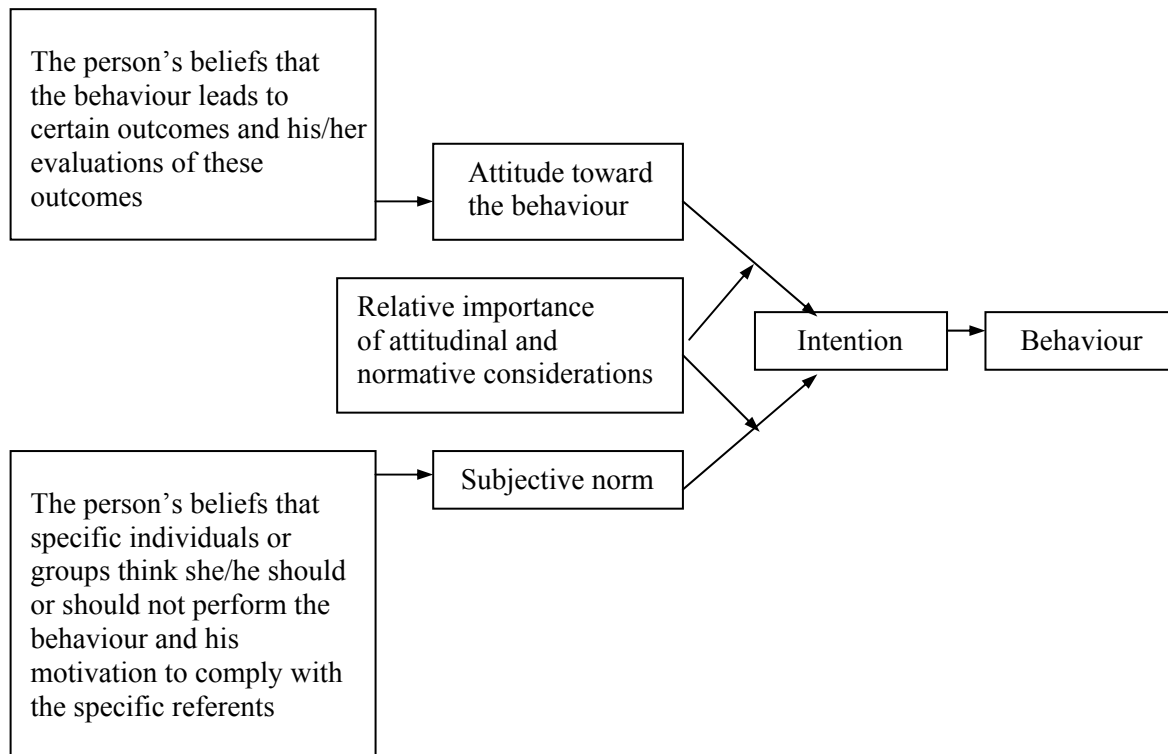 The person’s beliefs that
the behaviour leads to
certain outcomes and his/her
evaluations of these
outcomes
Attitude toward
the behaviour
Relative importance
of attitudinal and
normative considerations
Intention
Behaviour
Subjective norm
The person’s beliefs that
specific individuals or
groups think she/he should
or should not perform the
behaviour and his
motivation to comply with
the specific referents